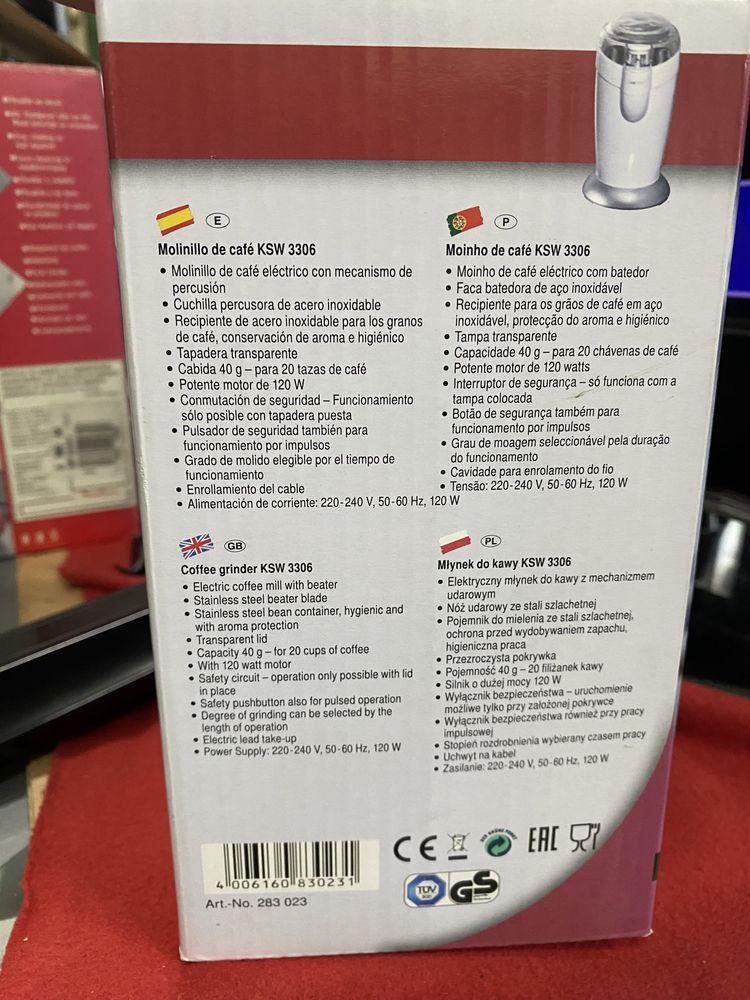 E
Molinillo de café KSW 3306
• Molinillo de café eléctrico con mecanismo de
percusión
• Cuchilla percusora de acero inoxidable
• Recipiente de acero inoxidable para los granos
de café, conservación de aroma e higiénico
• Tapadera transparente
• Cabida 40 g – para 20 tazas de café
• Potente motor de 120 W
• Conmutación de seguridad – Funcionamiento
sólo posible con tapadera puesta
• Pulsador de seguridad también para
funcionamiento por impulsos
• Grado de molido elegible por el tiempo de
funcionamiento
• Enrollamiento del cable
• Alimentación de corriente: 220-240 V, 50-60 Hz, 120 W
P
Moinho de café KSW 3306
• Moinho de café eléctrico com batedor
• Faca batedora de aço inoxidável
• Recipiente para os grãos de café em aço
inoxidável, protecção do aroma e higiénico
• Tampa transparente
• Capacidade 40 g – para 20 chávenas de café
• Potente motor de 120 watts
• Interruptor de segurança – só funciona com a
tampa colocada
• Botão de segurança também para
funcionamento por impulsos
• Grau de moagem seleccionável pela duração
do funcionamento
• Cavidade para enrolamento do fio
• Tensão: 220-240 V, 50-60 Hz, 120 W
GB
Coffee grinder KSW 3306
• Electric coffee mill with beater
• Stainless steel beater blade
• Stainless steel bean container, hygienic and
with aroma protection
• Transparent lid
• Capacity 40 g – for 20 cups of coffee
• With 120 watt motor
• Safety circuit – operation only possible with lid
in place
• Safety pushbutton also for pulsed operation
• Degree of grinding can be selected by the
length of operation
• Electric lead take-up
• Power Supply: 220-240 V, 50-60 Hz, 120 W
PL
Młynek do kawy KSW 3306
• Elektryczny młynek do kawy z mechanizmem
udarowym
• Nóż udarowy ze stali szlachetnej
• Pojemnik do mielenia ze stali szlachetnej,
ochrona przed wydobywaniem zapachu,
higieniczna praca
• Przezroczysta pokrywka
• Pojemność 40 g – 20 filiżanek kawy
• Silnik o dużej mocy 120 W
• Wyłącznik bezpieczeństwa – uruchomienie
możliwe tylko przy założonej pokrywce
• Wyłącznik bezpieczeństwa również przy pracy
impulsowej
• Stopień rozdrobnienia wybierany czasem pracy
• Uchwyt na kabel
• Zasilanie: 220-240 V, 50-60 Hz, 120 W
4 006160 830231
Art.-No. 283 023
CE
DER GRÜNE PUNKT
EAC
TÜV
GS